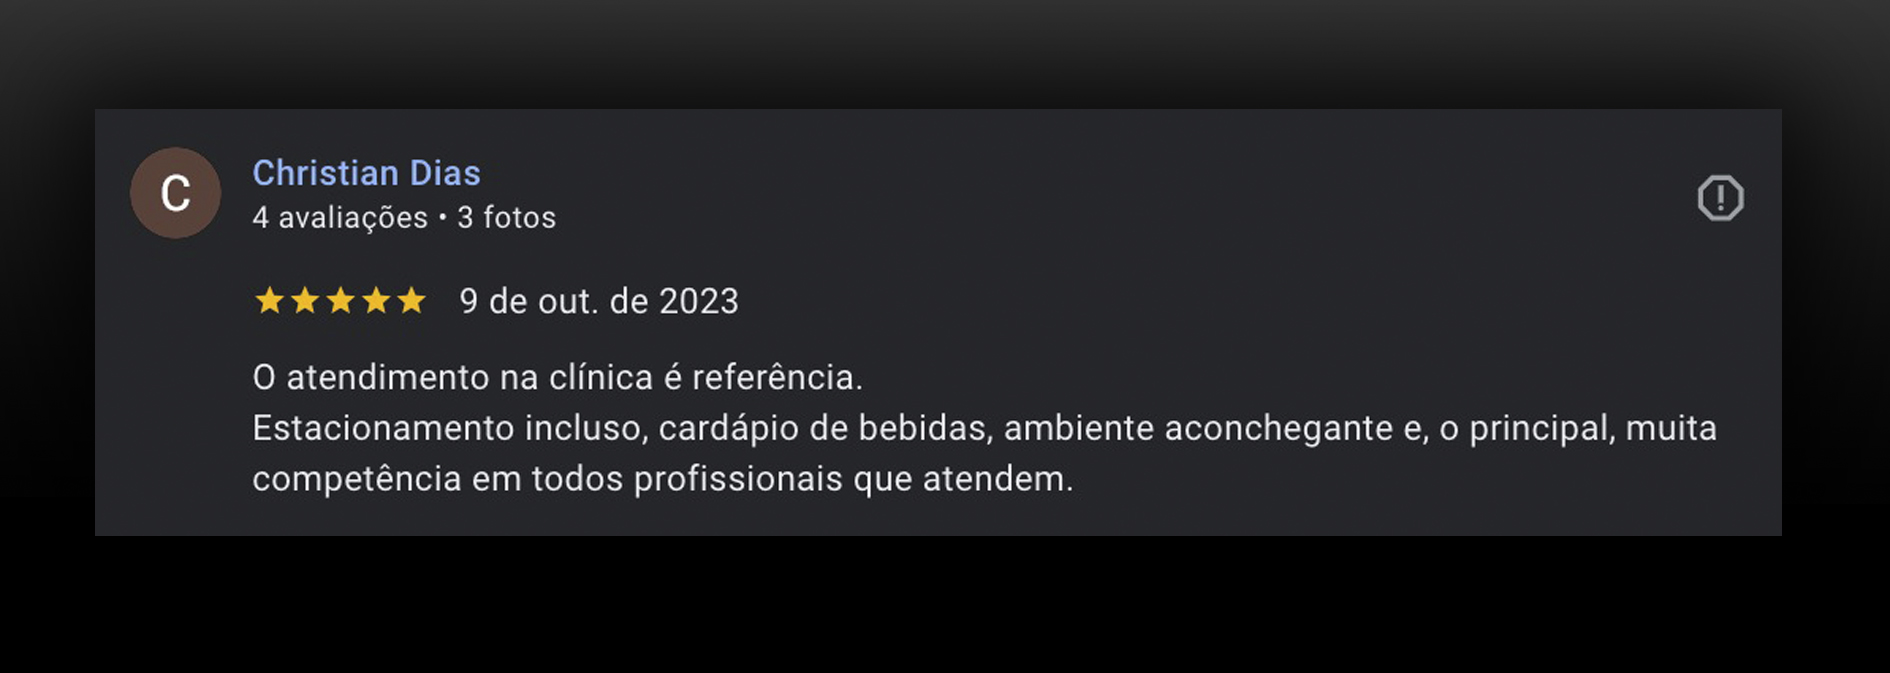 C
Christian Dias
4 avaliações • 3 fotos
9 de out. de 2023
O atendimento na clínica é referência.
Estacionamento incluso, cardápio de bebidas, ambiente aconchegante e, o principal, muita
competência em todos profissionais que atendem.